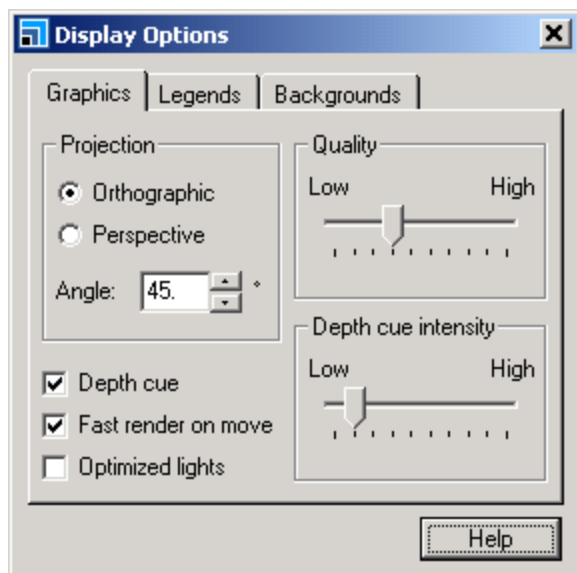 Display Options
Graphics Legends Backgrounds
Projection
Orthographic
Perspective
Angle: 45. °
Depth cue
Fast render on move
Optimized lights
Quality
Low High
Depth cue intensity
Low High
Help